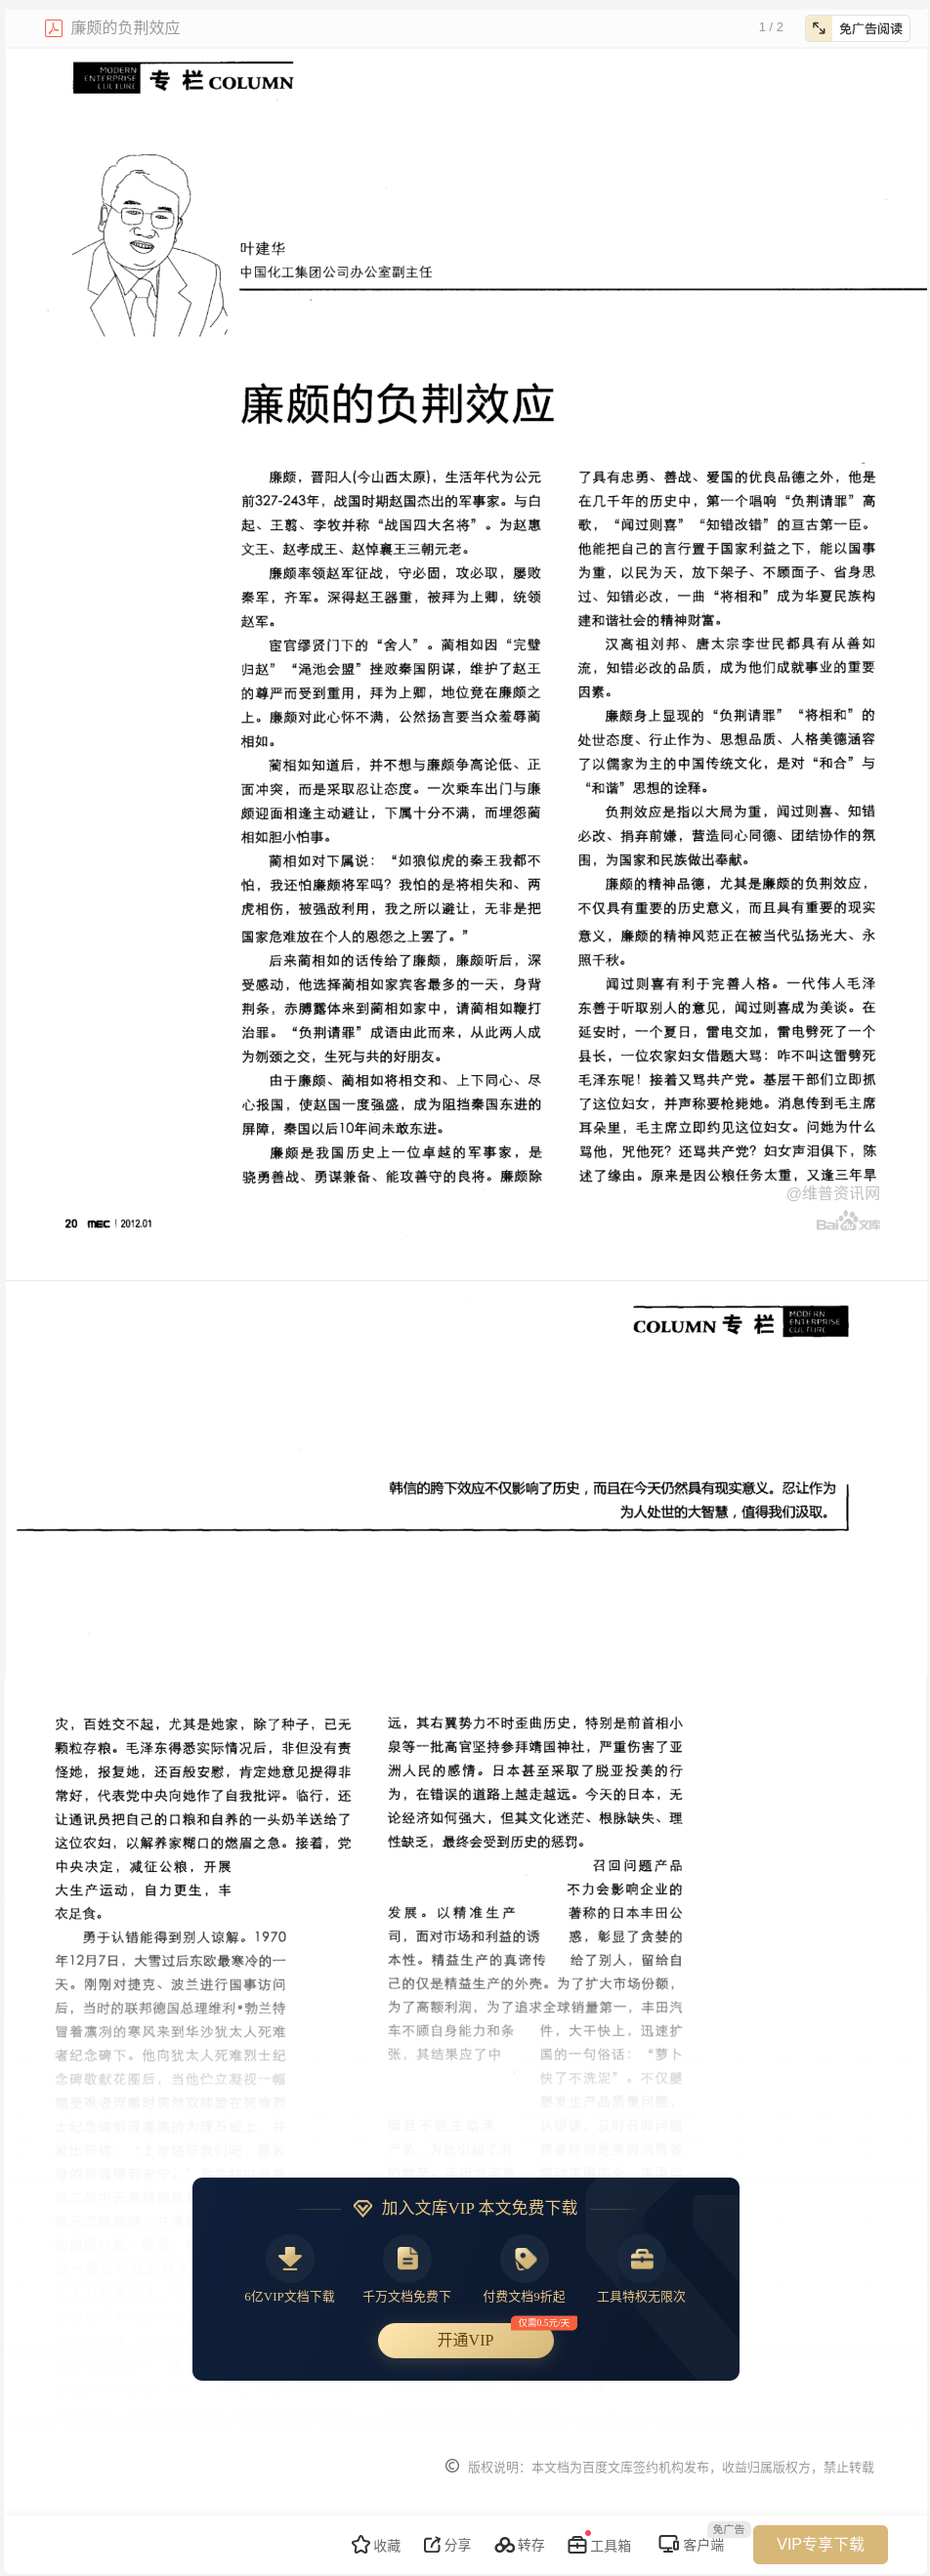 廉颇的负荆效应
1 / 2
免广告阅读
MODERN
ENTERPRISE
CULTURE
专 栏 COLUMN
叶建华
中国化工集团公司办公室副主任
廉颇的负荆效应
廉颇，晋阳人(今山西太原)，生活年代为公元
前327-243年，战国时期赵国杰出的军事家。与白
起、王翦、李牧并称“战国四大名将”。为赵惠
文王、赵孝成王、赵悼襄王三朝元老。
廉颇率领赵军征战，守必固，攻必取，屡败
秦军，齐军。深得赵王器重，被拜为上卿，统领
赵军。
宦官缪贤门下的“舍人”。蔺相如因“完璧
归赵”“渑池会盟”挫败秦国阴谋，维护了赵王
的尊严而受到重用，拜为上卿，地位竟在廉颇之
上。廉颇对此心怀不满，公然扬言要当众羞辱蔺
相如。
蔺相如知道后，并不想与廉颇争高论低、正
面冲突，而是采取忍让态度。一次乘车出门与廉
颇迎面相逢主动避让，下属十分不满，而埋怨蔺
相如胆小怕事。
蔺相如对下属说：“如狼似虎的秦王我都不
怕，我还怕廉颇将军吗？我怕的是将相失和、两
虎相伤，被强敌利用，我之所以避让，无非是把
国家危难放在个人的恩怨之上罢了。”
后来蔺相如的话传给了廉颇，廉颇听后，深
受感动，他选择蔺相如家宾客最多的一天，身背
荆条，赤膊露体来到蔺相如家中，请蔺相如鞭打
治罪。“负荆请罪”成语由此而来，从此两人成
为刎颈之交，生死与共的好朋友。
由于廉颇、蔺相如将相交和、上下同心、尽
心报国，使赵国一度强盛，成为阻挡秦国东进的
屏障，秦国以后10年间未敢东进。
廉颇是我国历史上一位卓越的军事家，是
骁勇善战、勇谋兼备、能攻善守的良将。廉颇除
了具有忠勇、善战、爱国的优良品德之外，他是
在几千年的历史中，第一个唱响“负荆请罪”高
歌，“闻过则喜”“知错改错”的亘古第一臣。
他能把自己的言行置于国家利益之下，能以国事
为重，以民为天，放下架子、不顾面子、省身思
过、知错必改，一曲“将相和”成为华夏民族构
建和谐社会的精神财富。
汉高祖刘邦、唐太宗李世民都具有从善如
流，知错必改的品质，成为他们成就事业的重要
因素。
廉颇身上显现的“负荆请罪”“将相和”的
处世态度、行止作为、思想品质、人格美德涵容
了以儒家为主的中国传统文化，是对“和合”与
“和谐”思想的诠释。
负荆效应是指以大局为重，闻过则喜、知错
必改、捐弃前嫌，营造同心同德、团结协作的氛
围，为国家和民族做出奉献。
廉颇的精神品德，尤其是廉颇的负荆效应，
不仅具有重要的历史意义，而且具有重要的现实
意义，廉颇的精神风范正在被当代弘扬光大、永
照千秋。
闻过则喜有利于完善人格。一代伟人毛泽
东善于听取别人的意见，闻过则喜成为美谈。在
延安时，一个夏日，雷电交加，雷电劈死了一个
县长，一位农家妇女借题大骂：咋不叫这雷劈死
毛泽东呢！接着又骂共产党。基层干部们立即抓
了这位妇女，并声称要枪毙她。消息传到毛主席
耳朵里，毛主席立即约见这位妇女。问她为什么
骂他，咒他死？还骂共产党？妇女声泪俱下，陈
述了缘由。原来是因公粮任务太重，又逢三年旱
@维普资讯网
Bai du 文库
20 MEC | 2012.01
COLUMN 专 栏
MODERN
ENTERPRISE
CULTURE
韩信的胯下效应不仅影响了历史，而且在今天仍然具有现实意义。忍让作为
为人处世的大智慧，值得我们汲取。
灾，百姓交不起，尤其是她家，除了种子，已无
颗粒存粮。毛泽东得悉实际情况后，非但没有责
怪她，报复她，还百般安慰，肯定她意见提得非
常好，代表党中央向她作了自我批评。临行，还
让通讯员把自己的口粮和自养的一头奶羊送给了
这位农妇，以解养家糊口的燃眉之急。接着，党
中央决定，减征公粮，开展
大生产运动，自力更生，丰
衣足食。
勇于认错能得到别人谅解。1970
年12月7日，大雪过后东欧最寒冷的一
天。刚刚对捷克、波兰进行国事访问
后，当时的联邦德国总理维利•勃兰特
冒着凛冽的寒风来到华沙犹太人死难
者纪念碑下。他向犹太人死难烈士纪
念碑敬献花圈后，当他伫立凝视一幅
幅受难者浮雕时突然双膝跪在死难烈
士纪念碑前湿漉漉的大理石板上，并
发出祈祷：“上帝饶恕我们吧，愿苦
难的灵魂得到安宁。”
远，其右翼势力不时歪曲历史，特别是前首相小
泉等一批高官坚持参拜靖国神社，严重伤害了亚
洲人民的感情。日本甚至采取了脱亚投美的行
为，在错误的道路上越走越远。今天的日本，无
论经济如何强大，但其文化迷茫、根脉缺失、理
性缺乏，最终会受到历史的惩罚。
召回问题产品
不力会影响企业的
发展。以精准生产 著称的日本丰田公
司，面对市场和利益的诱 惑，彰显了贪婪的
本性。精益生产的真谛传 给了别人，留给自
己的仅是精益生产的外壳。为了扩大市场份额，
为了高额利润，为了追求全球销量第一，丰田汽
车不顾自身能力和条 件，大干快上，迅速扩
张，其结果应了中 国的一句俗话：“萝卜
快了不洗泥”。不仅屡
屡发生产品质量问题，
而且不能主动承 认错误，及时召回问题
加入文库VIP 本文免费下载
6亿VIP文档下载
千万文档免费下
付费文档9折起
工具特权无限次
仅需0.5元/天
开通VIP
© 版权说明：本文档为百度文库签约机构发布，收益归属版权方，禁止转载
收藏
分享
转存
工具箱
客户端
免广告
VIP专享下载